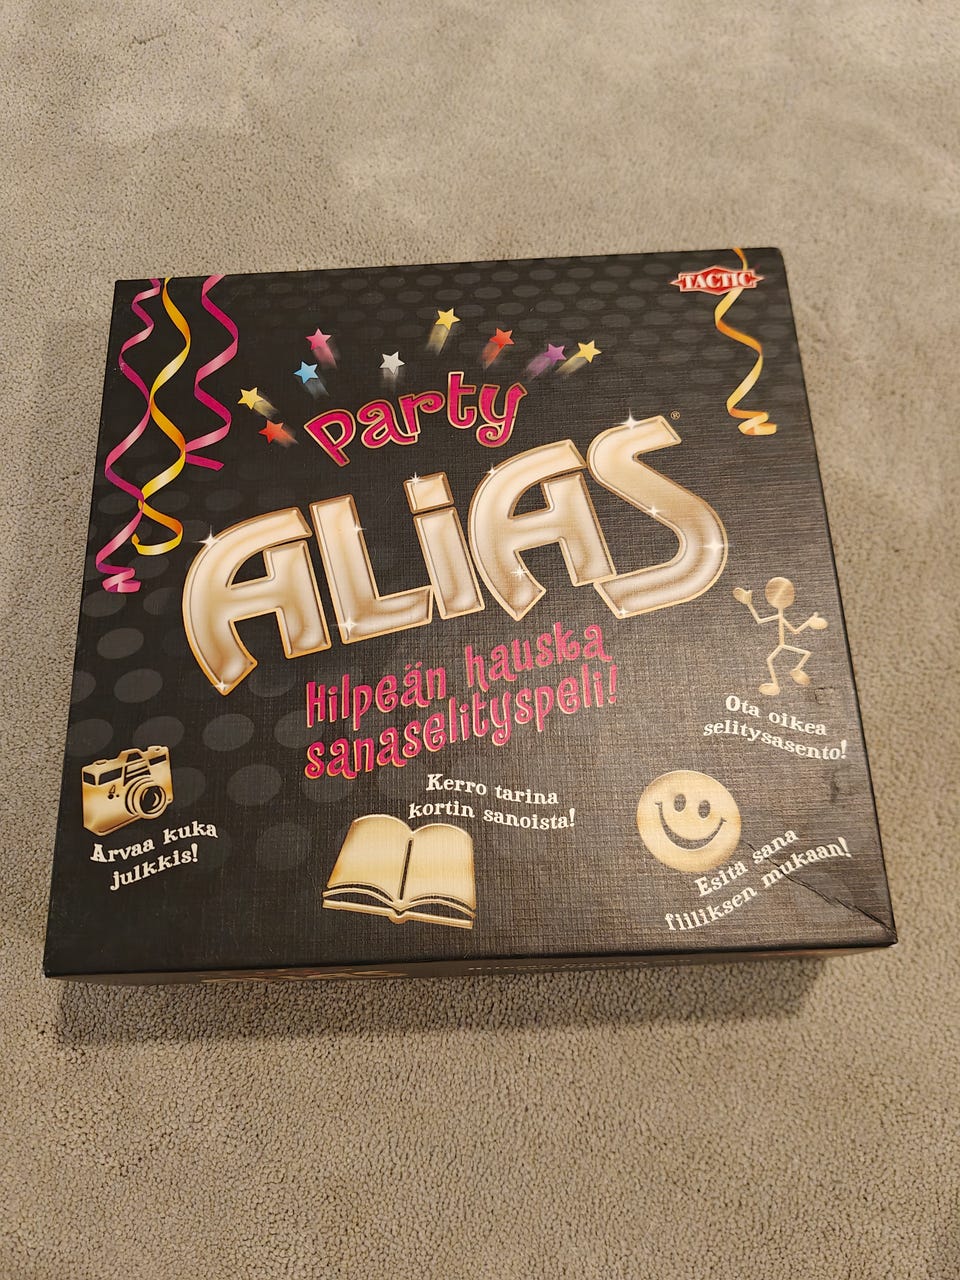 TACTIC
Party
ALiAS®
Hilpeän hauska
sanaselityspeli!
Ota oikea
selitysasento!
Kerro tarina
kortin sanoista!
Arvaa kuka
julkkis!
Esitä sana
fiiliksen mukaan!